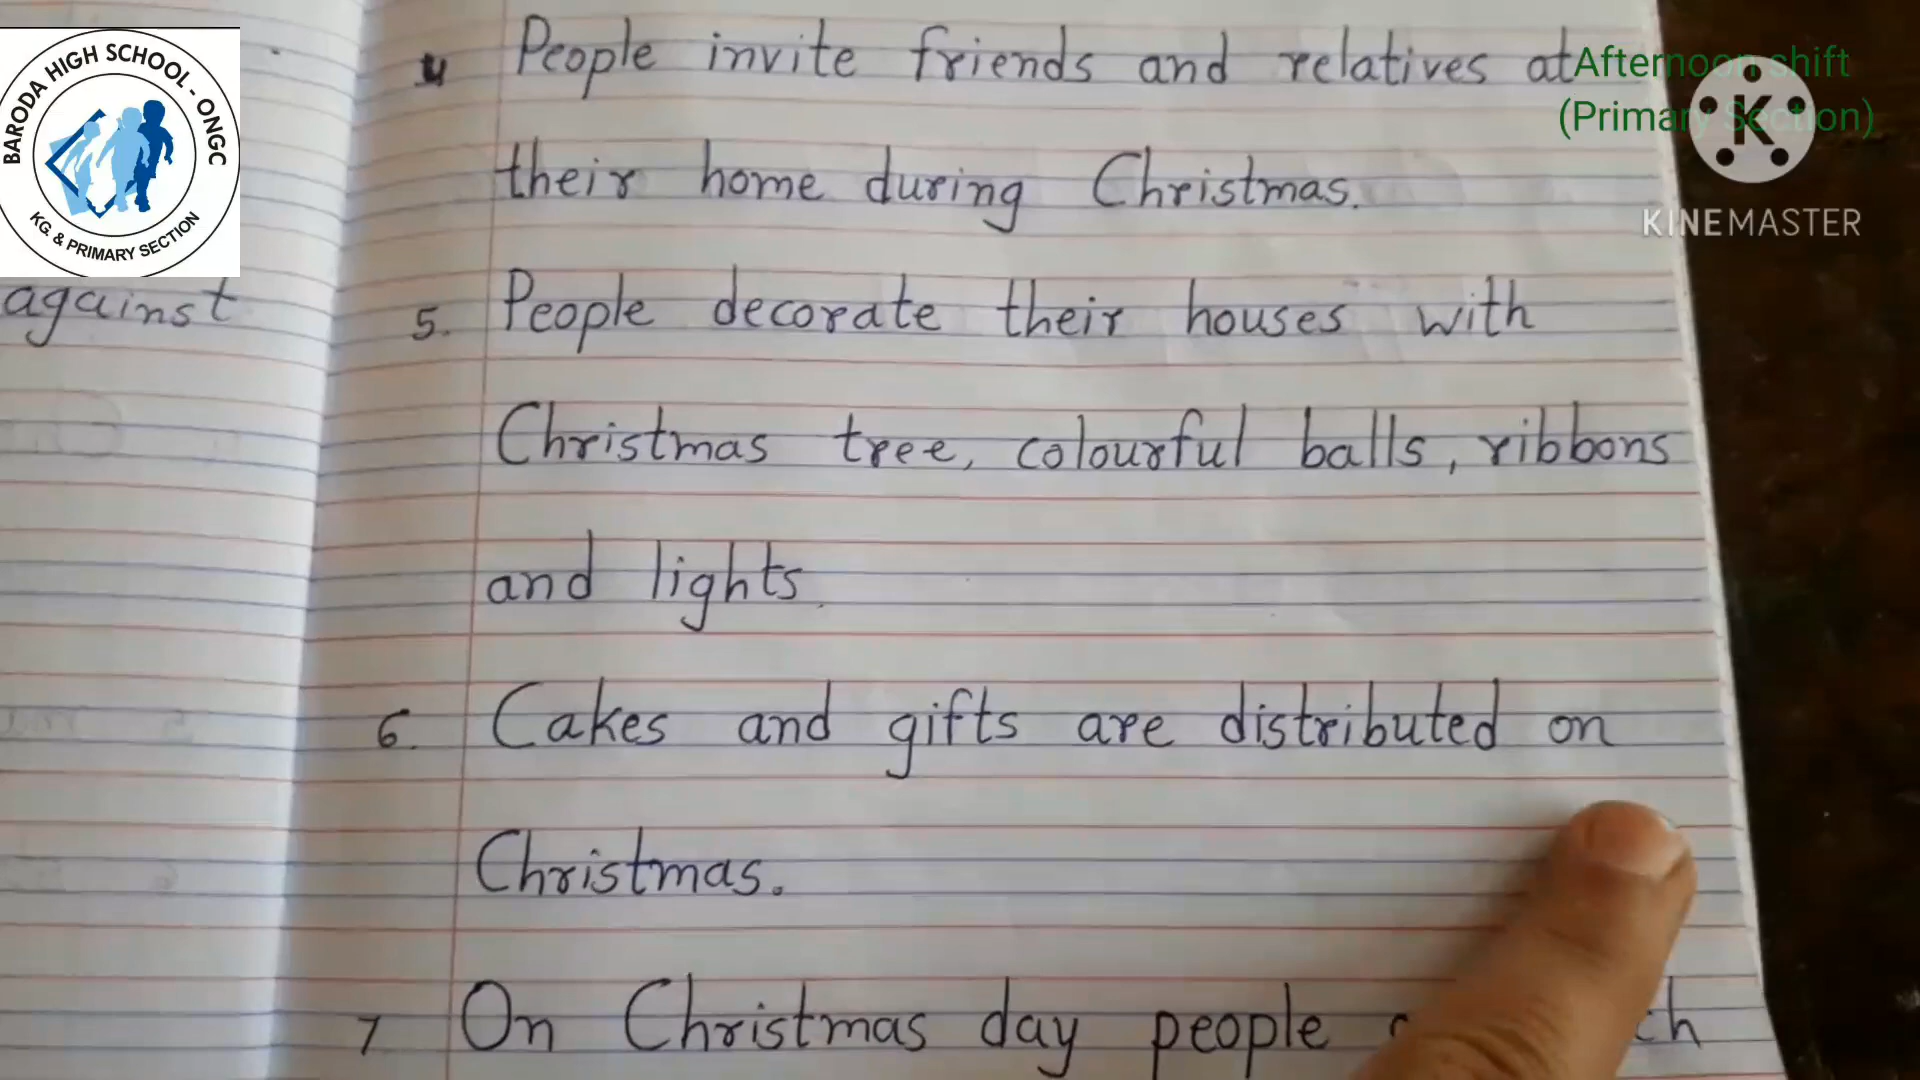 BARODA HIGH SCHOOL - ONGC
KG. & PRIMARY SECTION
Afternoon shift
(Primary Section)
K
KINEMASTER
against
4 People invite friends and relatives at
their home during Christmas.
5. People decorate their houses with
Christmas tree, colourful balls, ribbons
and lights.
6. Cakes and gifts are distributed on
Christmas.
7 On Christmas day people